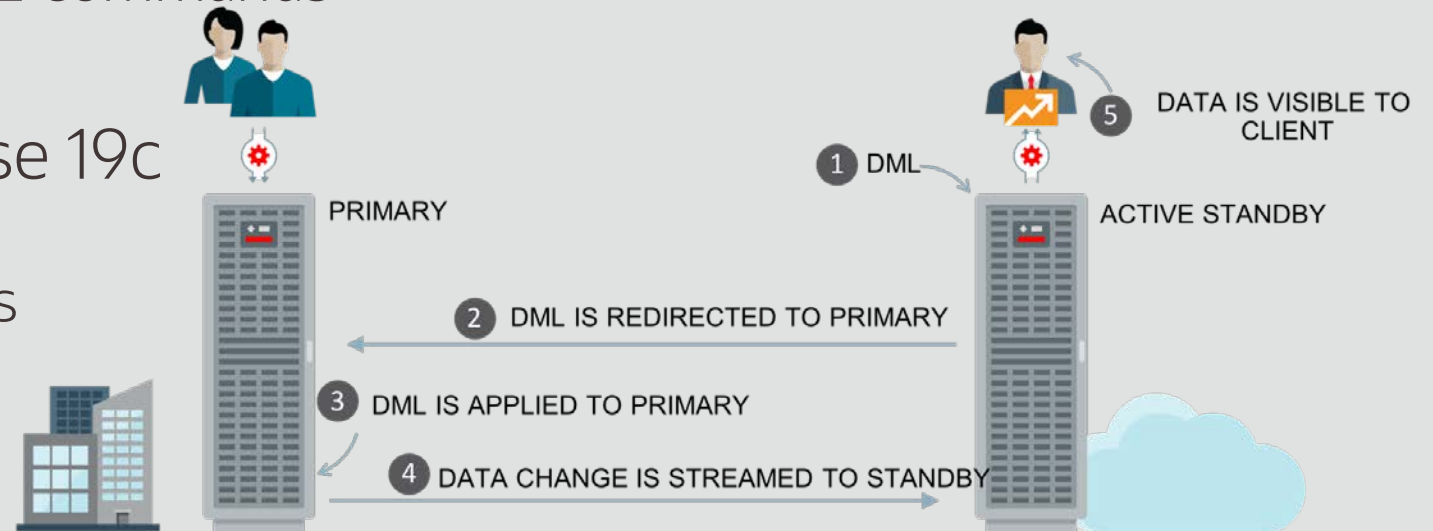 commands
se 19c
s
PRIMARY
1 DML
5 DATA IS VISIBLE TO
CLIENT
ACTIVE STANDBY
2 DML IS REDIRECTED TO PRIMARY
3 DML IS APPLIED TO PRIMARY
4 DATA CHANGE IS STREAMED TO STANDBY